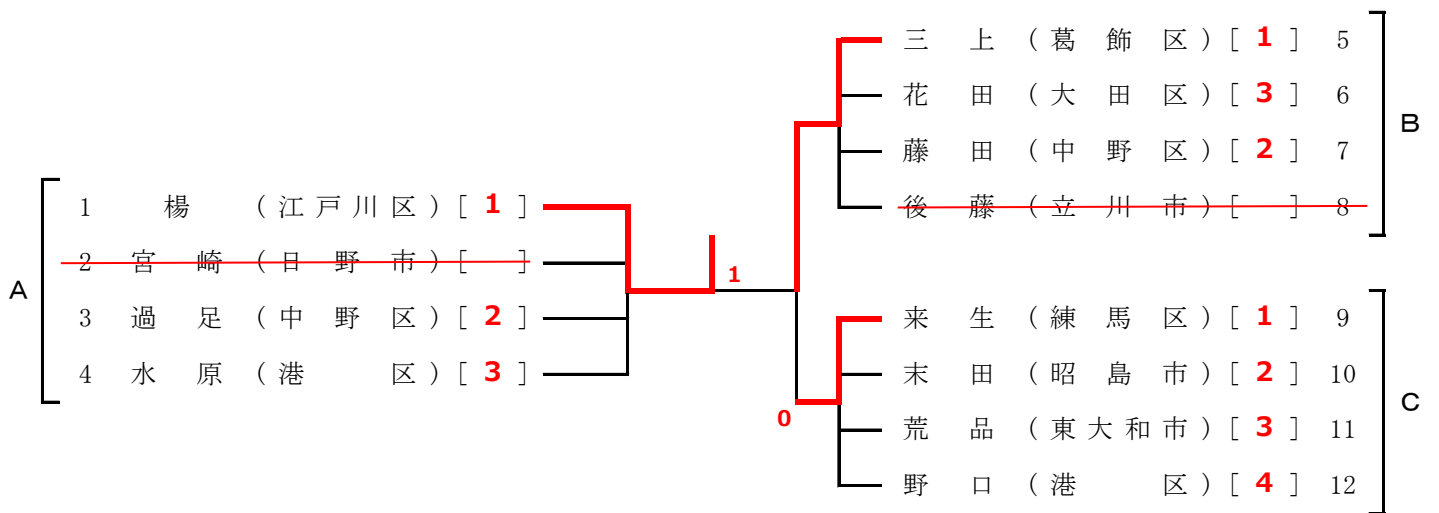 A
1 楊 (江戸川区) [ 1 ]
2 宮崎 (日野市) [ ]
3 過足 (中野区) [ 2 ]
4 水原 (港区) [ 3 ]
1
0
三上 (葛飾区) [ 1 ] 5
花田 (大田区) [ 3 ] 6
藤田 (中野区) [ 2 ] 7
後藤 (立川市) [ ] 8
B
来生 (練馬区) [ 1 ] 9
末田 (昭島市) [ 2 ] 10
荒品 (東大和市) [ 3 ] 11
野口 (港区) [ 4 ] 12
C